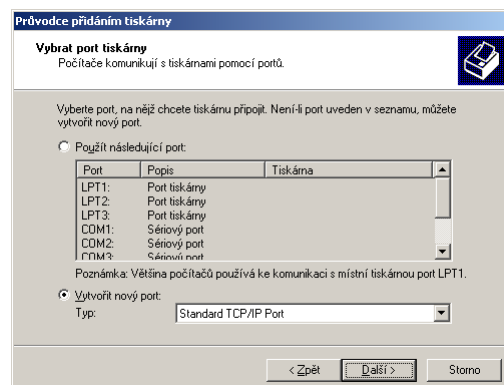 Průvodce přidáním tiskárny
Vybrat port tiskárny
Počítače komunikují s tiskárnami pomocí portů.
Vyberte port, na nějž chcete tiskárnu připojit. Není-li port uveden v seznamu, můžete
vytvořit nový port.
Použít následující port:
Port Popis Tiskárna
LPT1: Port tiskárny
LPT2: Port tiskárny
LPT3: Port tiskárny
COM1: Sériový port
COM2: Sériový port
COM3: Sériový port
Poznámka: Většina počítačů používá ke komunikaci s místní tiskárnou port LPT1.
Vytvořit nový port:
Typ: Standard TCP/IP Port
< Zpět Další > Storno